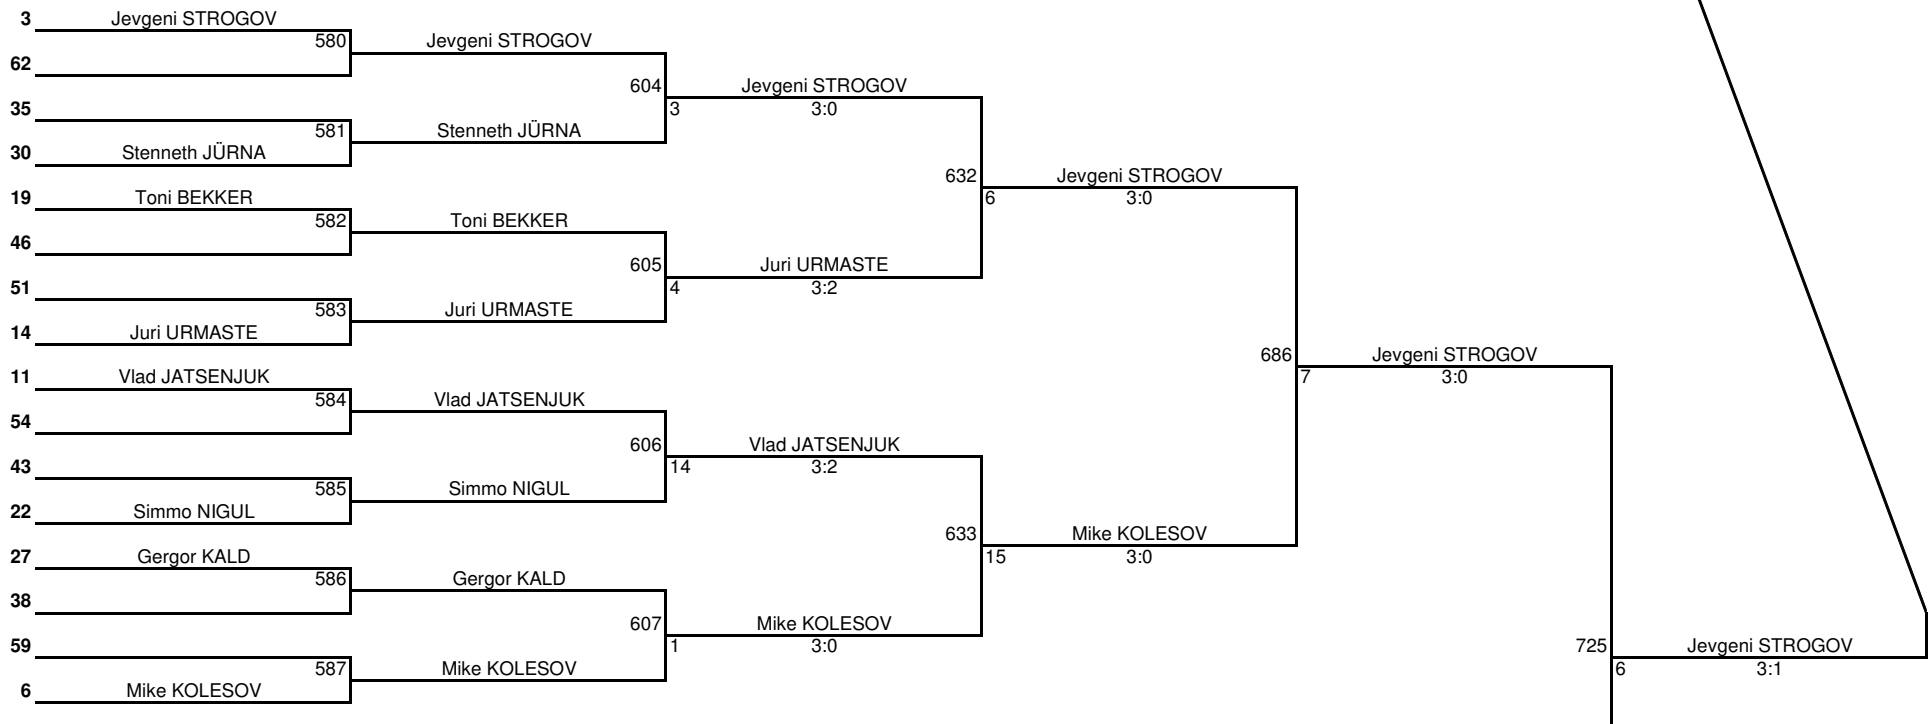 3 Jevgeni STROGOV
580 Jevgeni STROGOV
62
604 Jevgeni STROGOV
35 3 3:0
581 Stenneth JÜRNA
30 Stenneth JÜRNA
632 Jevgeni STROGOV
19 Toni BEKKER 6 3:0
582 Toni BEKKER
46
605 Juri URMASTE
51 4 3:2
583 Juri URMASTE
14 Juri URMASTE
686 Jevgeni STROGOV
11 Vlad JATSENJUK 7 3:0
584 Vlad JATSENJUK
54
606 Vlad JATSENJUK
43 14 3:2
585 Simmo NIGUL
22 Simmo NIGUL
633 Mike KOLESOV
27 Gergor KALD 15 3:0
586 Gergor KALD
38
607 Mike KOLESOV
59 1 3:0 725 Jevgeni STROGOV
587 Mike KOLESOV 6 3:1
6 Mike KOLESOV